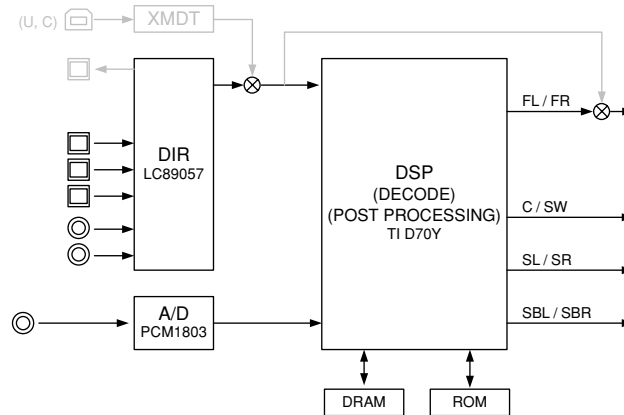 (U, C)
XMDT
DIR
LC89057
FL / FR
DSP
(DECODE)
(POST PROCESSING)
TI D70Y
C / SW
SL / SR
A/D
PCM1803
SBL / SBR
DRAM
ROM